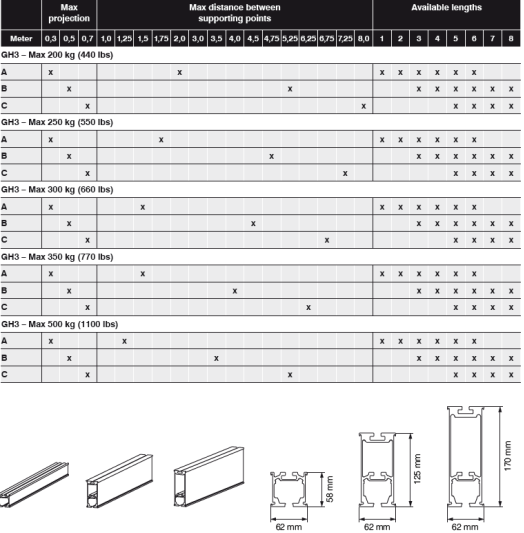 Max projection Max distance between supporting points Available lengths
Meter 0,3 0,5 0,7 1,0 1,25 1,5 1,75 2,0 3,0 3,5 4,0 4,5 4,75 5,25 6,25 6,75 7,25 8,0 1 2 3 4 5 6 7 8
GH3 – Max 200 kg (440 lbs)
A x x x x x x x x
B x x x x x x x x
C x x x x x x
GH3 – Max 250 kg (550 lbs)
A x x x x x x x x
B x x x x x x x x
C x x x x x x
GH3 – Max 300 kg (660 lbs)
A x x x x x x x x
B x x x x x x x x
C x x x x x x
GH3 – Max 350 kg (770 lbs)
A x x x x x x x x
B x x x x x x x x
C x x x x x x
GH3 – Max 500 kg (1100 lbs)
A x x x x x x x x
B x x x x x x x x
C x x x x x x
58 mm
62 mm
125 mm
62 mm
170 mm
62 mm